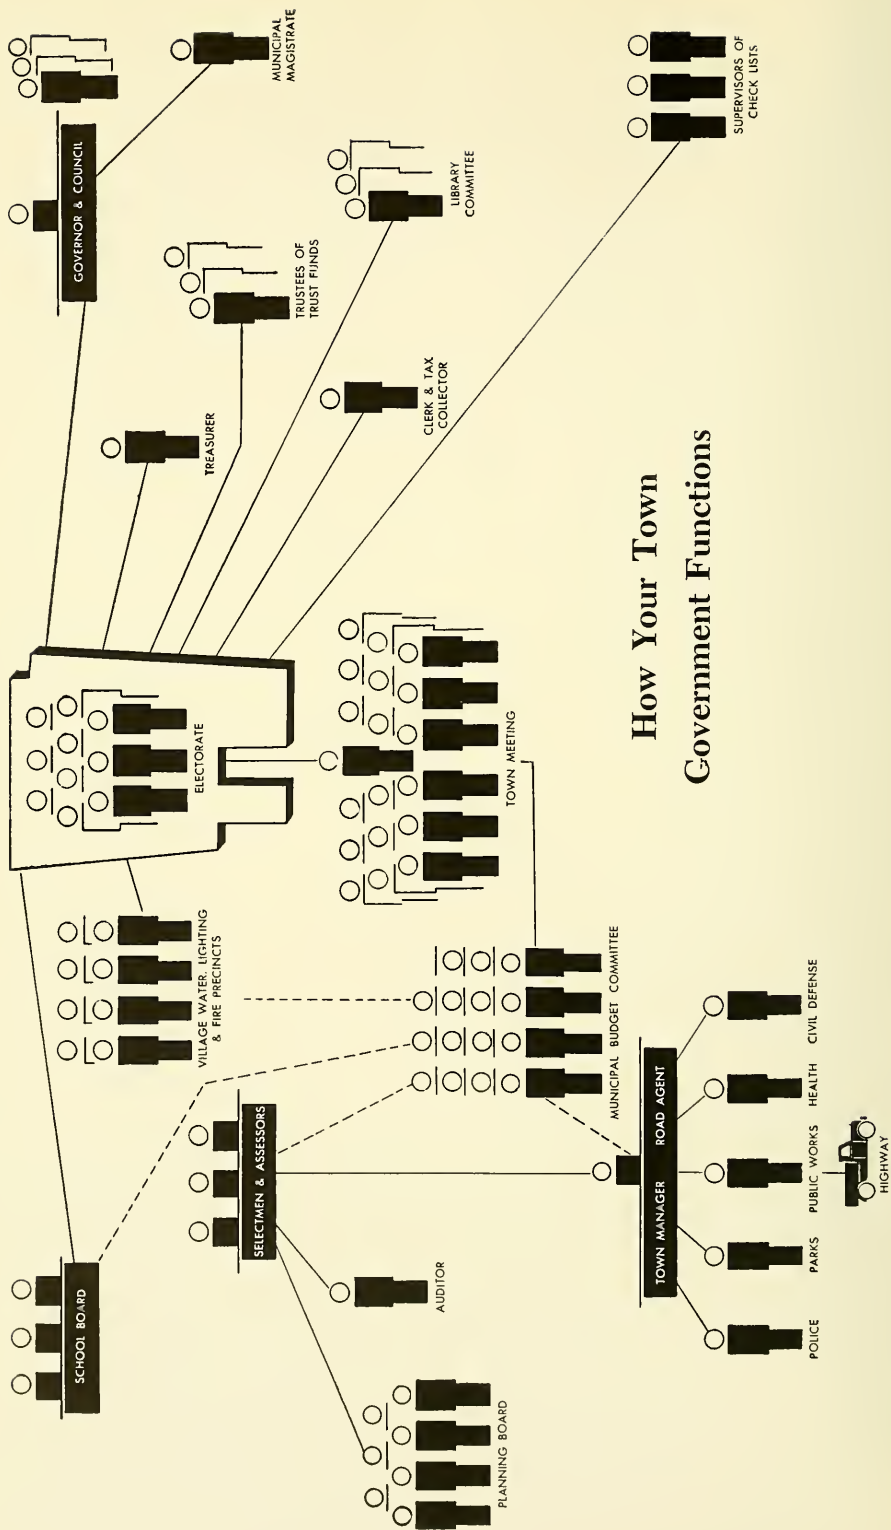 SCHOOL BOARD
VILLAGE WATER, LIGHTING
& FIRE PRECINCTS
ELECTORATE
GOVERNOR & COUNCIL
MUNICIPAL
MAGISTRATE
TREASURER
TRUSTEES OF
TRUST FUNDS
LIBRARY
COMMITTEE
CLERK & TAX
COLLECTOR
SUPERVISORS OF
CHECK LISTS
SELECTMEN & ASSESSORS
TOWN MEETING
AUDITOR
PLANNING BOARD
MUNICIPAL BUDGET COMMITTEE
TOWN MANAGER ROAD AGENT
POLICE
PARKS
PUBLIC WORKS
HEALTH
CIVIL DEFENSE
HIGHWAY
How Your Town
Government Functions